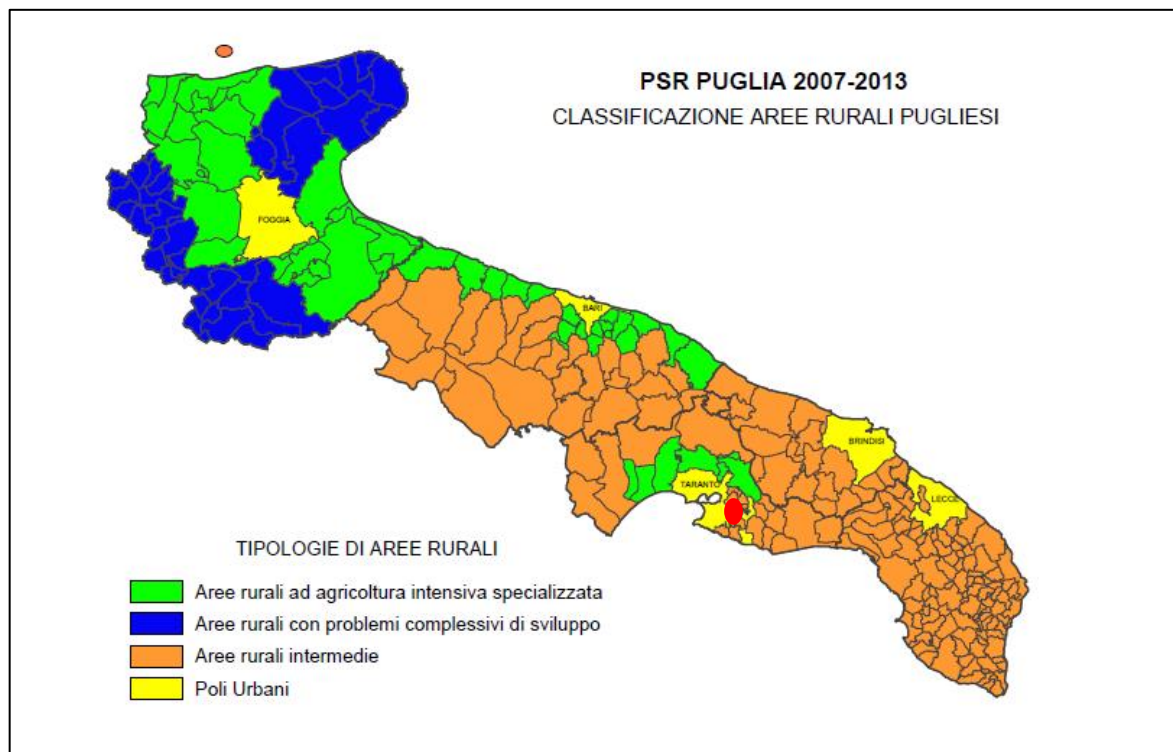 PSR PUGLIA 2007-2013
CLASSIFICAZIONE AREE RURALI PUGLIESI
FOGGIA
BARI
BRINDISI
TARANTO
LECCE
TIPOLOGIE DI AREE RURALI
Aree rurali ad agricoltura intensiva specializzata
Aree rurali con problemi complessivi di sviluppo
Aree rurali intermedie
Poli Urbani